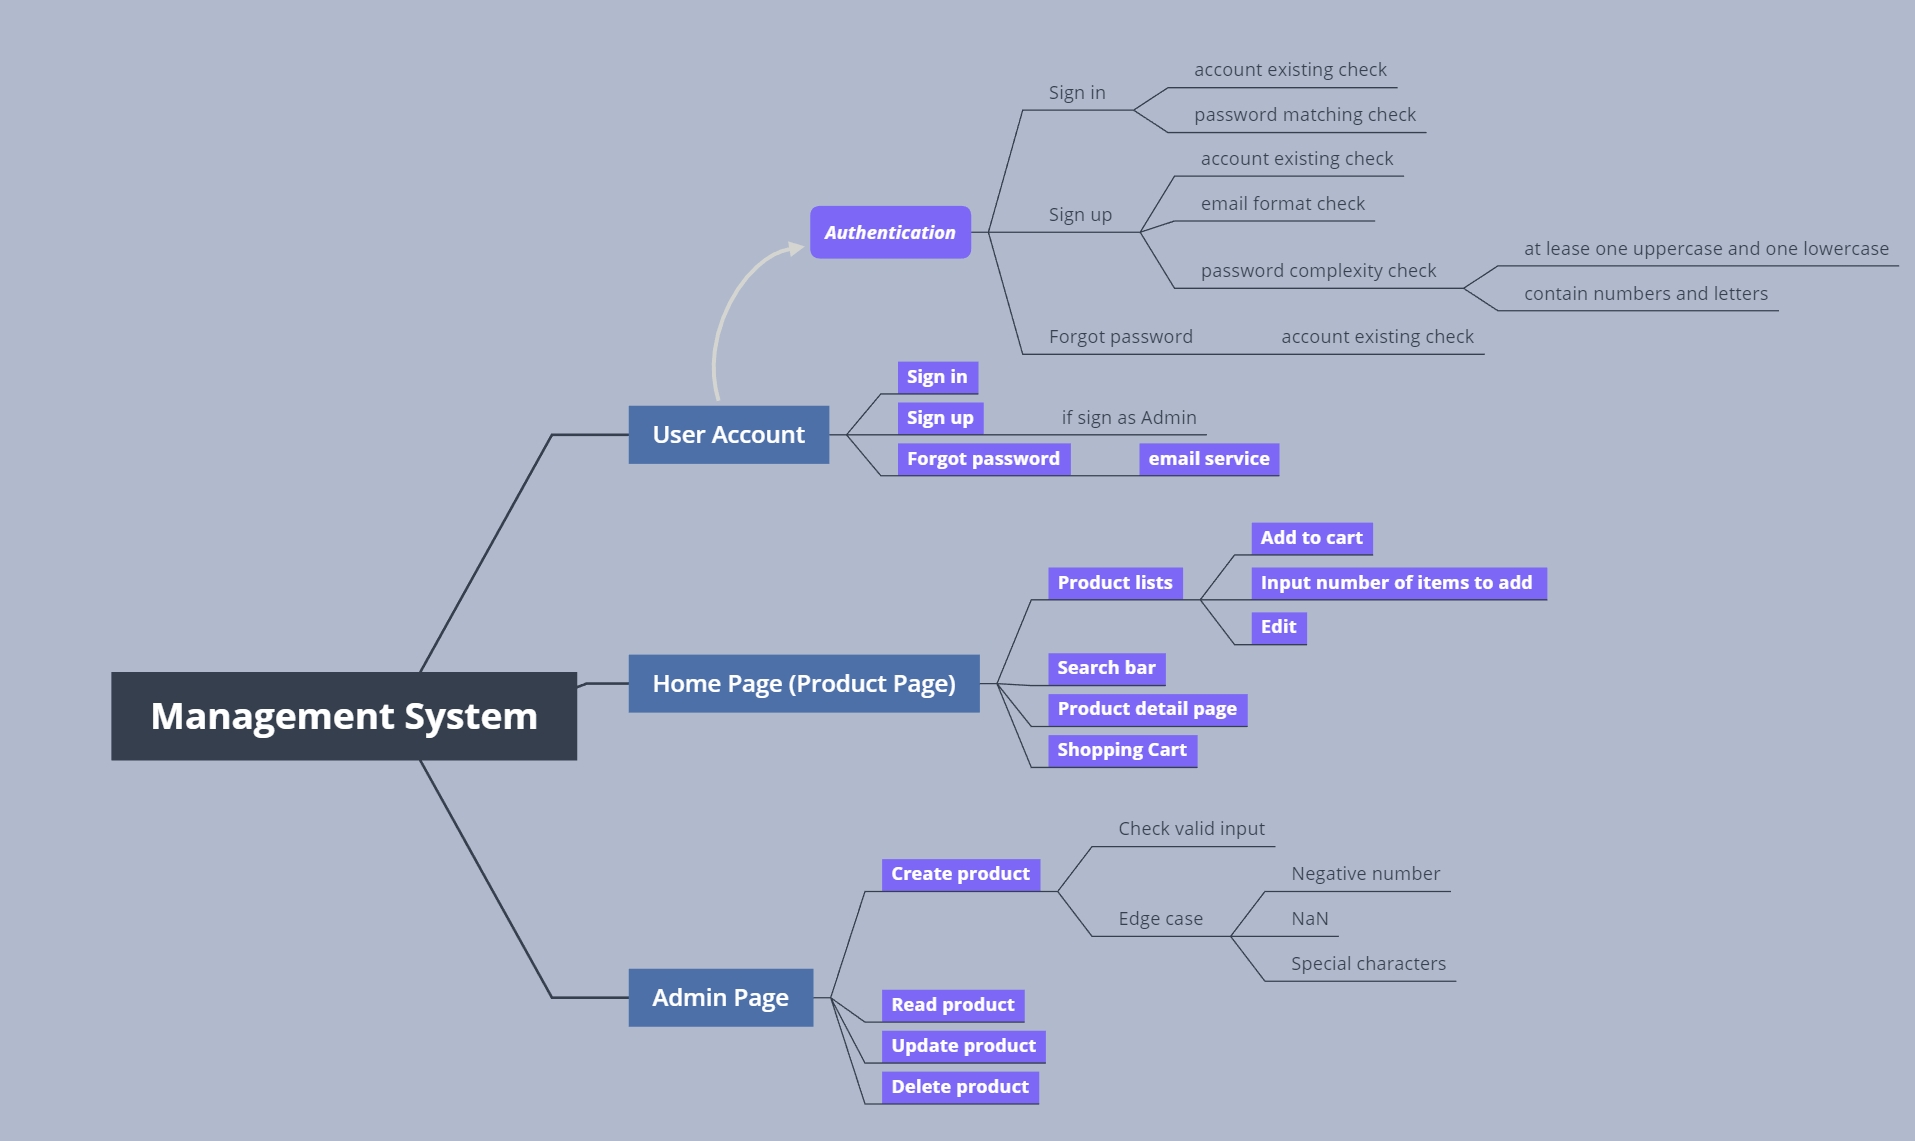 account existing check
Sign in
password matching check
account existing check
email format check
Sign up
Authentication
at lease one uppercase and one lowercase
password complexity check
contain numbers and letters
Forgot password account existing check
Sign in
Sign up if sign as Admin
User Account
Forgot password email service
Add to cart
Product lists Input number of items to add
Edit
Search bar
Home Page (Product Page)
Product detail page
Management System
Shopping Cart
Check valid input
Create product Negative number
Edge case NaN
Special characters
Admin Page
Read product
Update product
Delete product